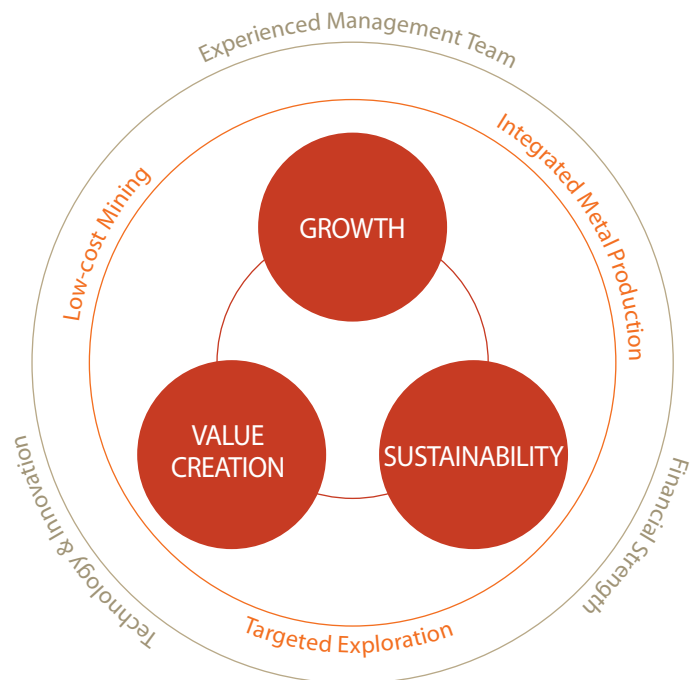 Experienced Management Team
Integrated Metal Production
Low-cost Mining
GROWTH
VALUE
CREATION
SUSTAINABILITY
Technology & Innovation
Financial Strength
Targeted Exploration